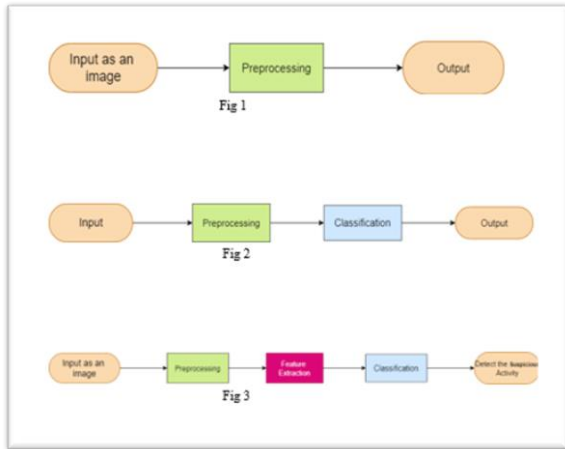 Input as an
image
Preprocessing
Output
Fig 1
Input
Preprocessing
Classification
Output
Fig 2
Input as an
image
Preprocessing
Feature
Extraction
Classification
Detect the Suspicious
Activity
Fig 3